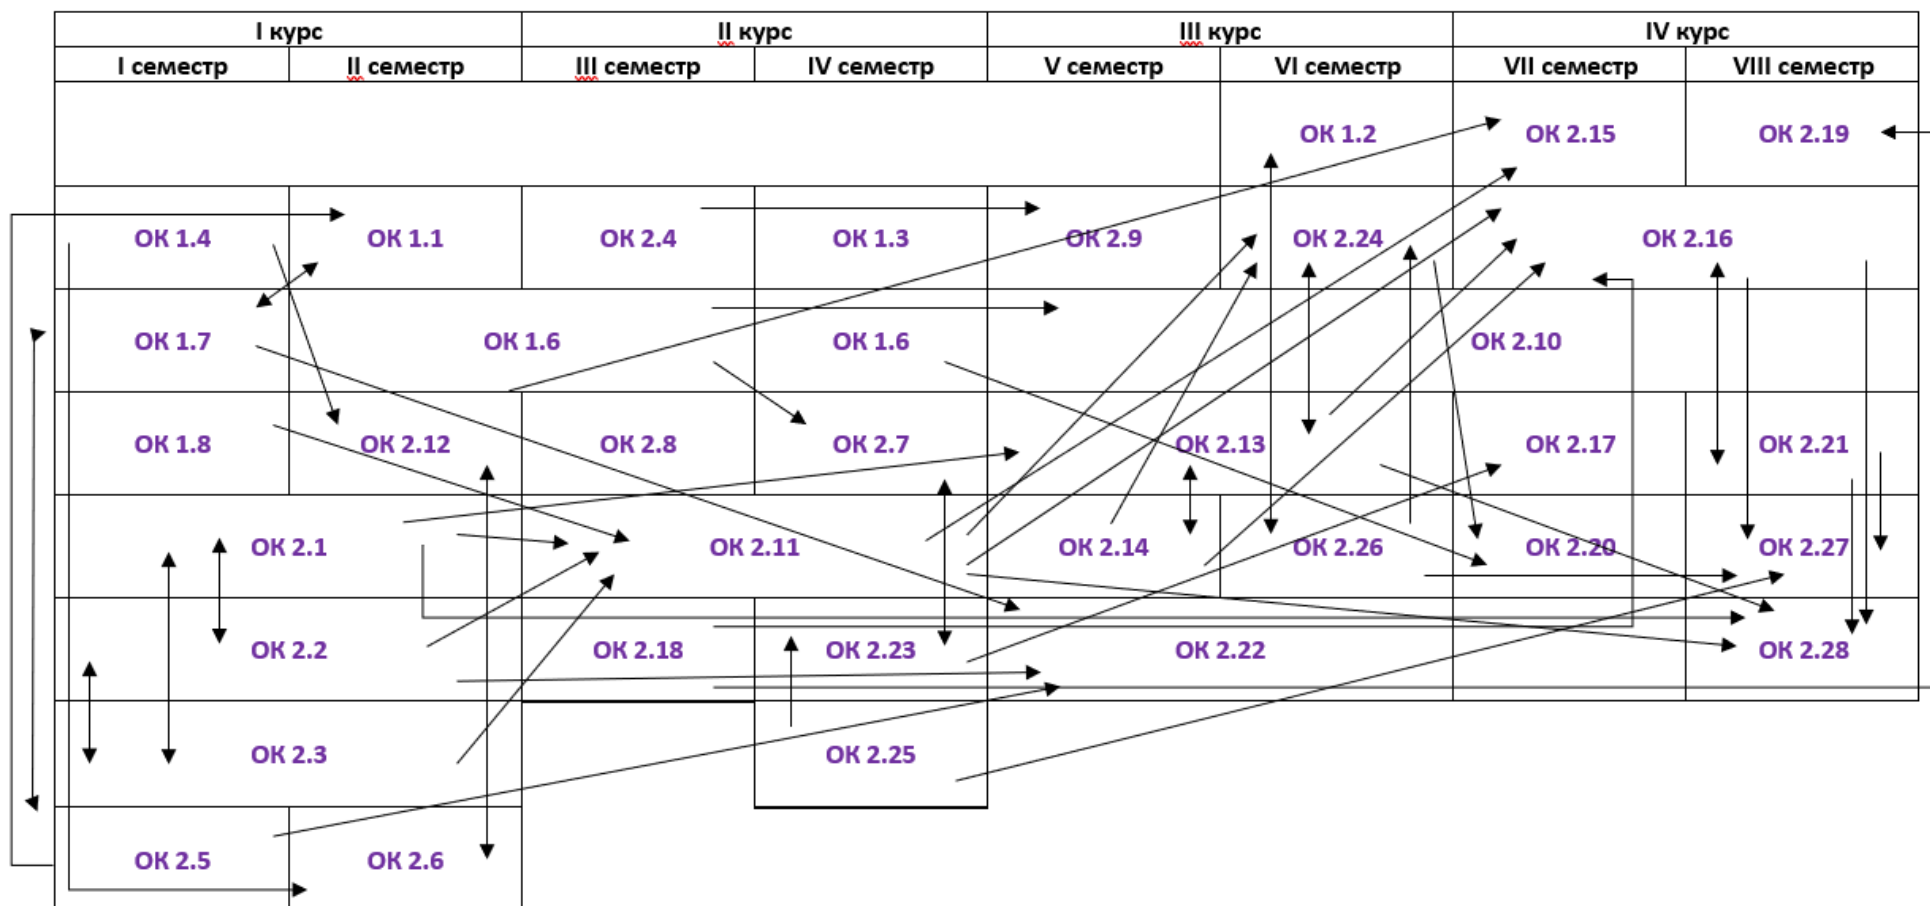 I курс II курс III курс IV курс
I семестр II семестр III семестр IV семестр V семестр VI семестр VII семестр VIII семестр
ОК 1.2 ОК 2.15 ОК 2.19
ОК 1.4 ОК 1.1 ОК 2.4 ОК 1.3 ОК 2.9 ОК 2.24 ОК 2.16
ОК 1.7 ОК 1.6 ОК 1.6 ОК 2.10
ОК 1.8 ОК 2.12 ОК 2.8 ОК 2.7 ОК 2.13 ОК 2.17 ОК 2.21
ОК 2.1 ОК 2.11 ОК 2.14 ОК 2.26 ОК 2.20 ОК 2.27
ОК 2.2 ОК 2.18 ОК 2.23 ОК 2.22 ОК 2.28
ОК 2.3 ОК 2.25
ОК 2.5 ОК 2.6